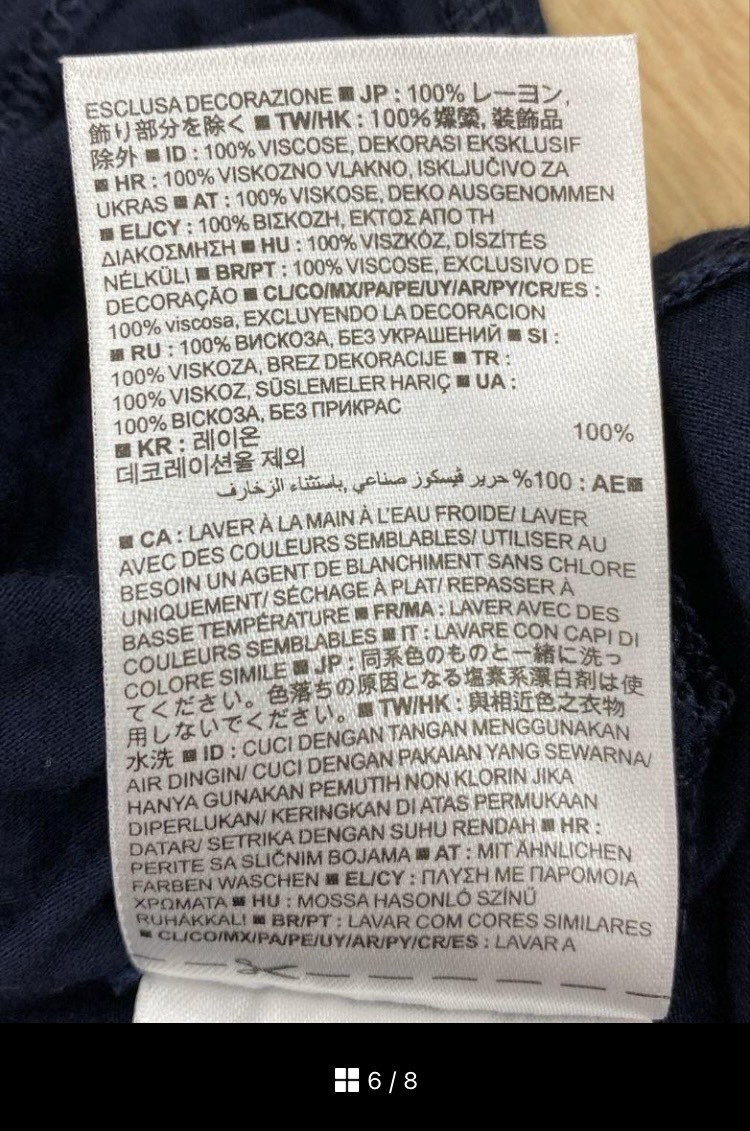 ESCLUSA DECORAZIONE ■ JP : 100% レーヨン,
飾り部分を除く ■ TW/HK : 100% 嫘縈, 裝飾品
除外 ■ ID : 100% VISCOSE, DEKORASI EKSKLUSIF
■ HR : 100% VISKOZNO VLAKNO, ISKLJUČIVO ZA
UKRAS ■ AT : 100% VISKOSE, DEKO AUSGENOMMEN
■ EL/CY : 100% ΒΙΣΚΟΖΗ, ΕΚΤΟΣ ΑΠΟ ΤΗ
ΔΙΑΚΟΣΜΗΣΗ ■ HU : 100% VISZKÓZ, DÍSZÍTÉS
NÉLKÜLI ■ BR/PT : 100% VISCOSE, EXCLUSIVO DE
DECORAÇÃO ■ CL/CO/MX/PA/PE/UY/AR/PY/CR/ES :
100% viscosa, EXCLUYENDO LA DECORACION
■ RU : 100% ВИСКОЗА, БЕЗ УКРАШЕНИЙ ■ SI :
100% VISKOZA, BREZ DEKORACIJE ■ TR :
100% VISKOZ, SÜSLEMELER HARIÇ ■ UA :
100% ВІСКОЗА, БЕЗ ПРИКРАС
■ KR : 레이온 100%
데코레이션올 제외
■AE : 100% حرير فيسكوز صناعي ,باستثناء الزخارف
■ CA : LAVER À LA MAIN À L'EAU FROIDE/ LAVER
AVEC DES COULEURS SEMBLABLES/ UTILISER AU
BESOIN UN AGENT DE BLANCHIMENT SANS CHLORE
UNIQUEMENT/ SÉCHAGE À PLAT/ REPASSER À
BASSE TEMPÉRATURE ■ FR/MA : LAVER AVEC DES
COULEURS SEMBLABLES ■ IT : LAVARE CON CAPI DI
COLORE SIMILE ■ JP : 同系色のものと一緒に洗っ
てください。色落ちの原因となる塩素系漂白剤は使
用しないでください。■ TW/HK : 與相近色之衣物
水洗 ■ ID : CUCI DENGAN TANGAN MENGGUNAKAN
AIR DINGIN/ CUCI DENGAN PAKAIAN YANG SEWARNA/
HANYA GUNAKAN PEMUTIH NON KLORIN JIKA
DIPERLUKAN/ KERINGKAN DI ATAS PERMUKAAN
DATAR/ SETRIKA DENGAN SUHU RENDAH ■ HR :
PERITE SA SLIČNIM BOJAMA ■ AT : MIT ÄHNLICHEN
FARBEN WASCHEN ■ EL/CY : ΠΛΥΣΗ ΜΕ ΠΑΡΟΜΟΙΑ
ΧΡΩΜΑΤΑ ■ HU : MOSSA HASONLÓ SZÍNŰ
RUHÁKKAL! ■ BR/PT : LAVAR COM CORES SIMILARES
■ CL/CO/MX/PA/PE/UY/AR/PY/CR/ES : LAVAR A
6 / 8